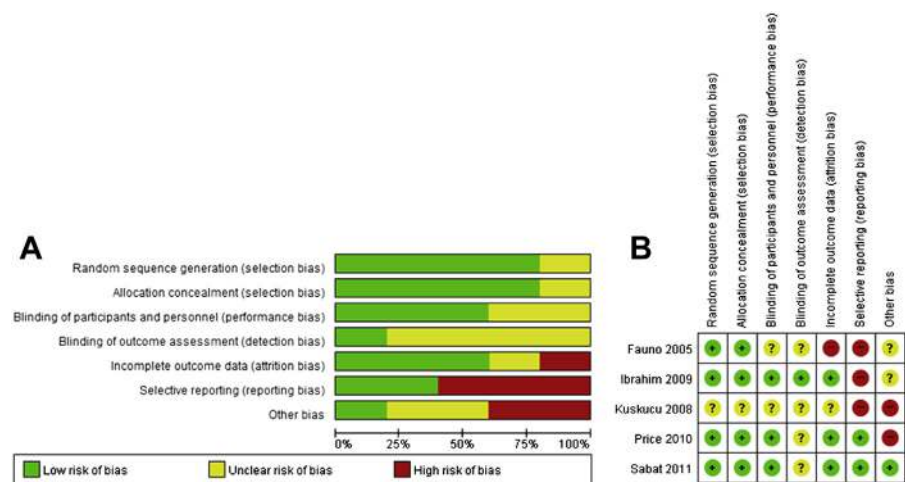 A
Random sequence generation (selection bias)
Allocation concealment (selection bias)
Blinding of participants and personnel (performance bias)
Blinding of outcome assessment (detection bias)
Incomplete outcome data (attrition bias)
Selective reporting (reporting bias)
Other bias
0% 25% 50% 75% 100%
Low risk of bias Unclear risk of bias High risk of bias
B
Random sequence generation (selection bias)
Allocation concealment (selection bias)
Blinding of participants and personnel (performance bias)
Blinding of outcome assessment (detection bias)
Incomplete outcome data (attrition bias)
Selective reporting (reporting bias)
Other bias
Fauno 2005 + + ? ? - - ?
Ibrahim 2009 + + + + + - ?
Kuskucu 2008 ? ? ? ? ? - -
Price 2010 + + + ? + + -
Sabat 2011 + + + ? + + +